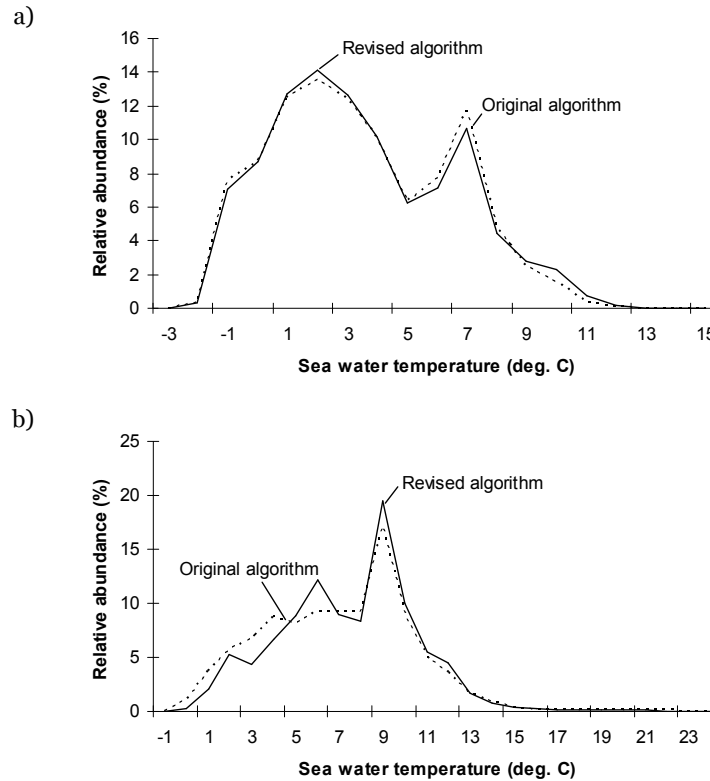 a)
16
14
12
10
8
6
4
2
0
Relative abundance (%)
Revised algorithm
Original algorithm
-3 -1 1 3 5 7 9 11 13 15
Sea water temperature (deg. C)
b)
25
20
15
10
5
0
Relative abundance (%)
Revised algorithm
Original algorithm
-1 1 3 5 7 9 11 13 15 17 19 21 23
Sea water temperature (deg. C)